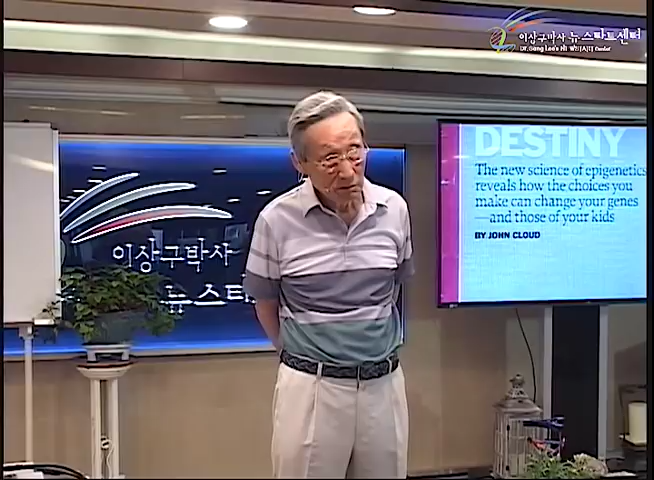 이상구박사 뉴스타트센터
Dr. Sang Lee's NEWSTART Center
DESTINY
The new science of epigenetics
reveals how the choices you
make can change your genes
—and those of your kids
BY JOHN CLOUD
이상구박사
뉴스타